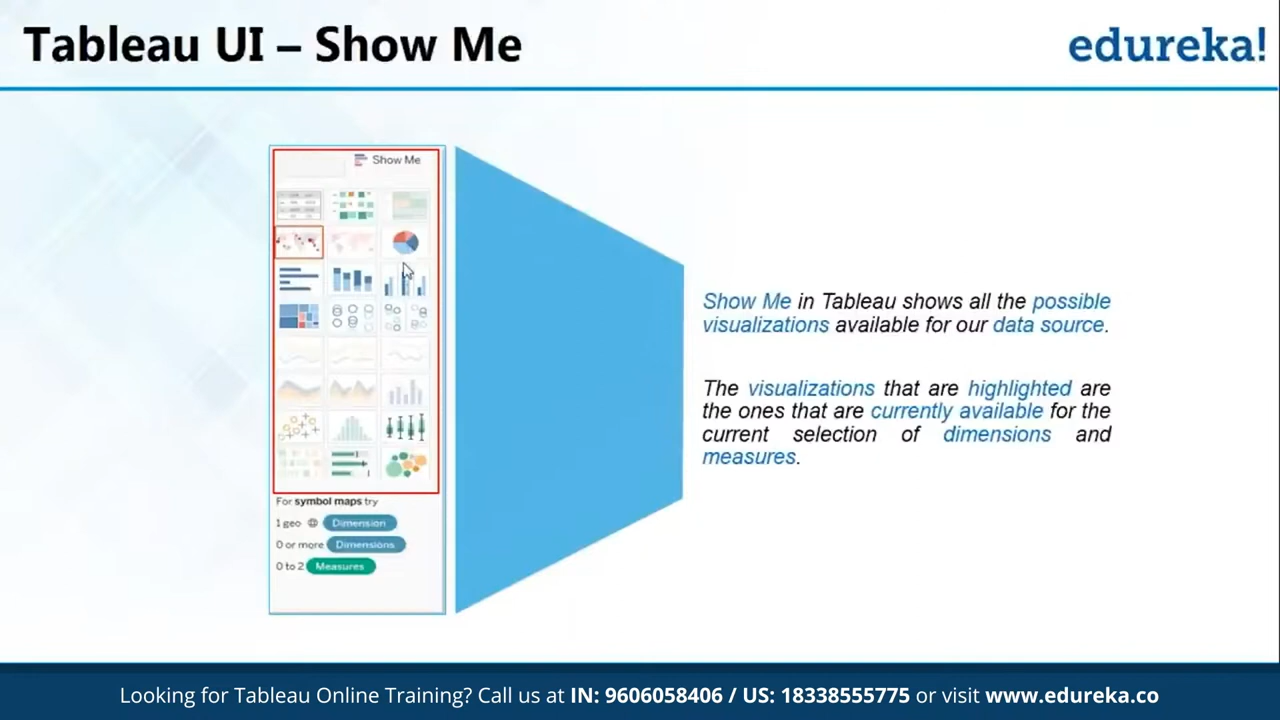 Tableau UI – Show Me
edureka!
Show Me
Show Me in Tableau shows all the possible
visualizations available for our data source.
The visualizations that are highlighted are
the ones that are currently available for the
current selection of dimensions and
measures.
For symbol maps try
1 geo Dimension
0 or more Dimensions
0 to 2 Measures
Looking for Tableau Online Training? Call us at IN: 9606058406 / US: 18338555775 or visit www.edureka.co